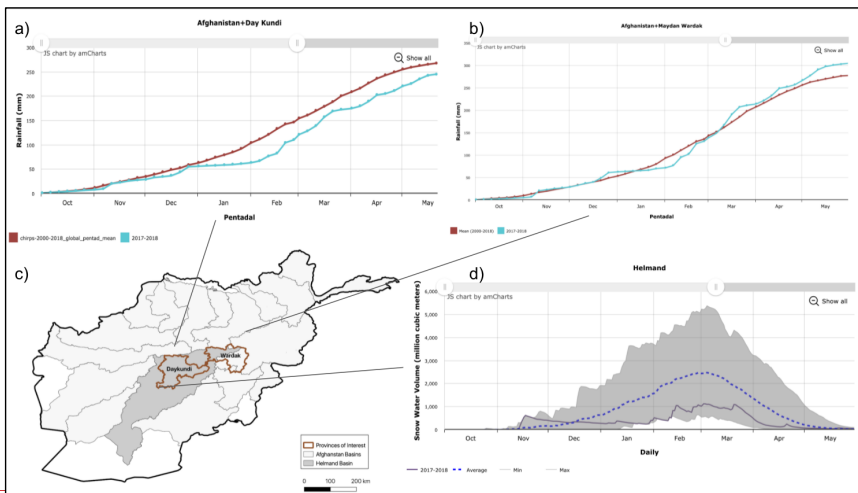 a)
Afghanistan+Day Kundi
JS chart by amCharts
Show all
300
250
200
150
100
50
0
Rainfall (mm)
Oct Nov Dec Jan Feb Mar Apr May
Pentadal
chirps-2000-2018_global_pentad_mean 2017-2018
b)
Afghanistan+Maydan Wardak
JS chart by amCharts
Show all
300
250
200
150
100
50
0
Rainfall (mm)
Oct Nov Dec Jan Feb Mar Apr May
Pentadal
Mean (2000-2018) 2017-2018
c)
Daykundi
Wardak
Provinces of Interest
Afghanistan Basins
Helmand Basin
0 100 200 km
d)
Helmand
JS chart by amCharts
Show all
6,000
5,000
4,000
3,000
2,000
1,000
0
Snow Water Volume (million cubic meters)
Oct Nov Dec Jan Feb Mar Apr May
Daily
2017-2018 Average Min Max